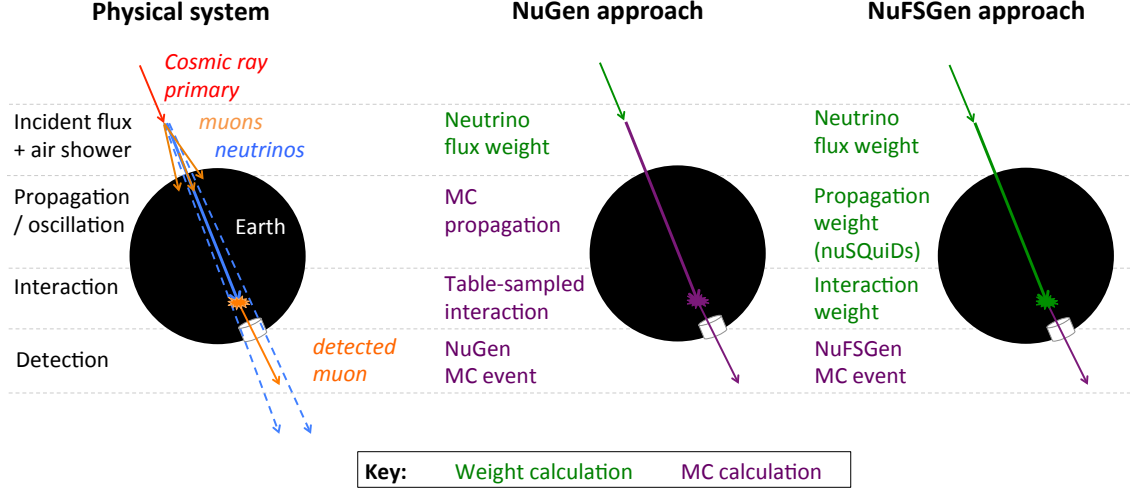 Physical system
NuGen approach
NuFSGen approach
Cosmic ray
primary
Incident flux
+ air shower
muons
neutrinos
Neutrino
flux weight
Neutrino
flux weight
Propagation
/ oscillation
Earth
MC
propagation
Propagation
weight
(nuSQuiDs)
Interaction
Table-sampled
interaction
Interaction
weight
Detection
detected
muon
NuGen
MC event
NuFSGen
MC event
Key: Weight calculation MC calculation